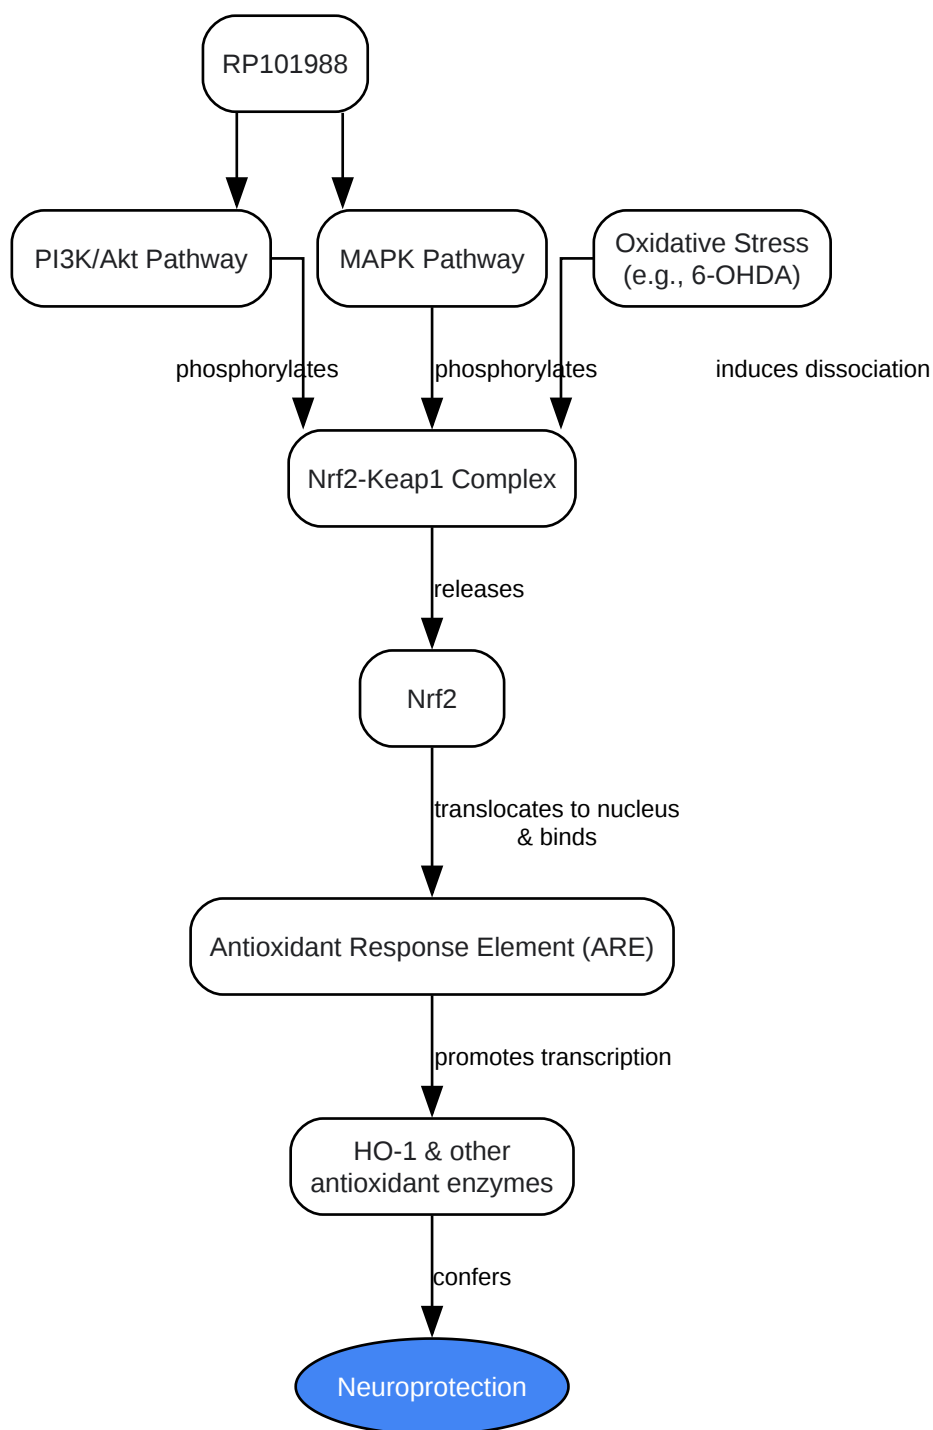 RP101988
PI3K/Akt Pathway
MAPK Pathway
Oxidative Stress
(e.g., 6-OHDA)
phosphorylates
phosphorylates
induces dissociation
Nrf2-Keap1 Complex
releases
Nrf2
translocates to nucleus
& binds
Antioxidant Response Element (ARE)
promotes transcription
HO-1 & other
antioxidant enzymes
confers
Neuroprotection